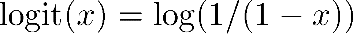 logit(x) = log(1/(1 − x))